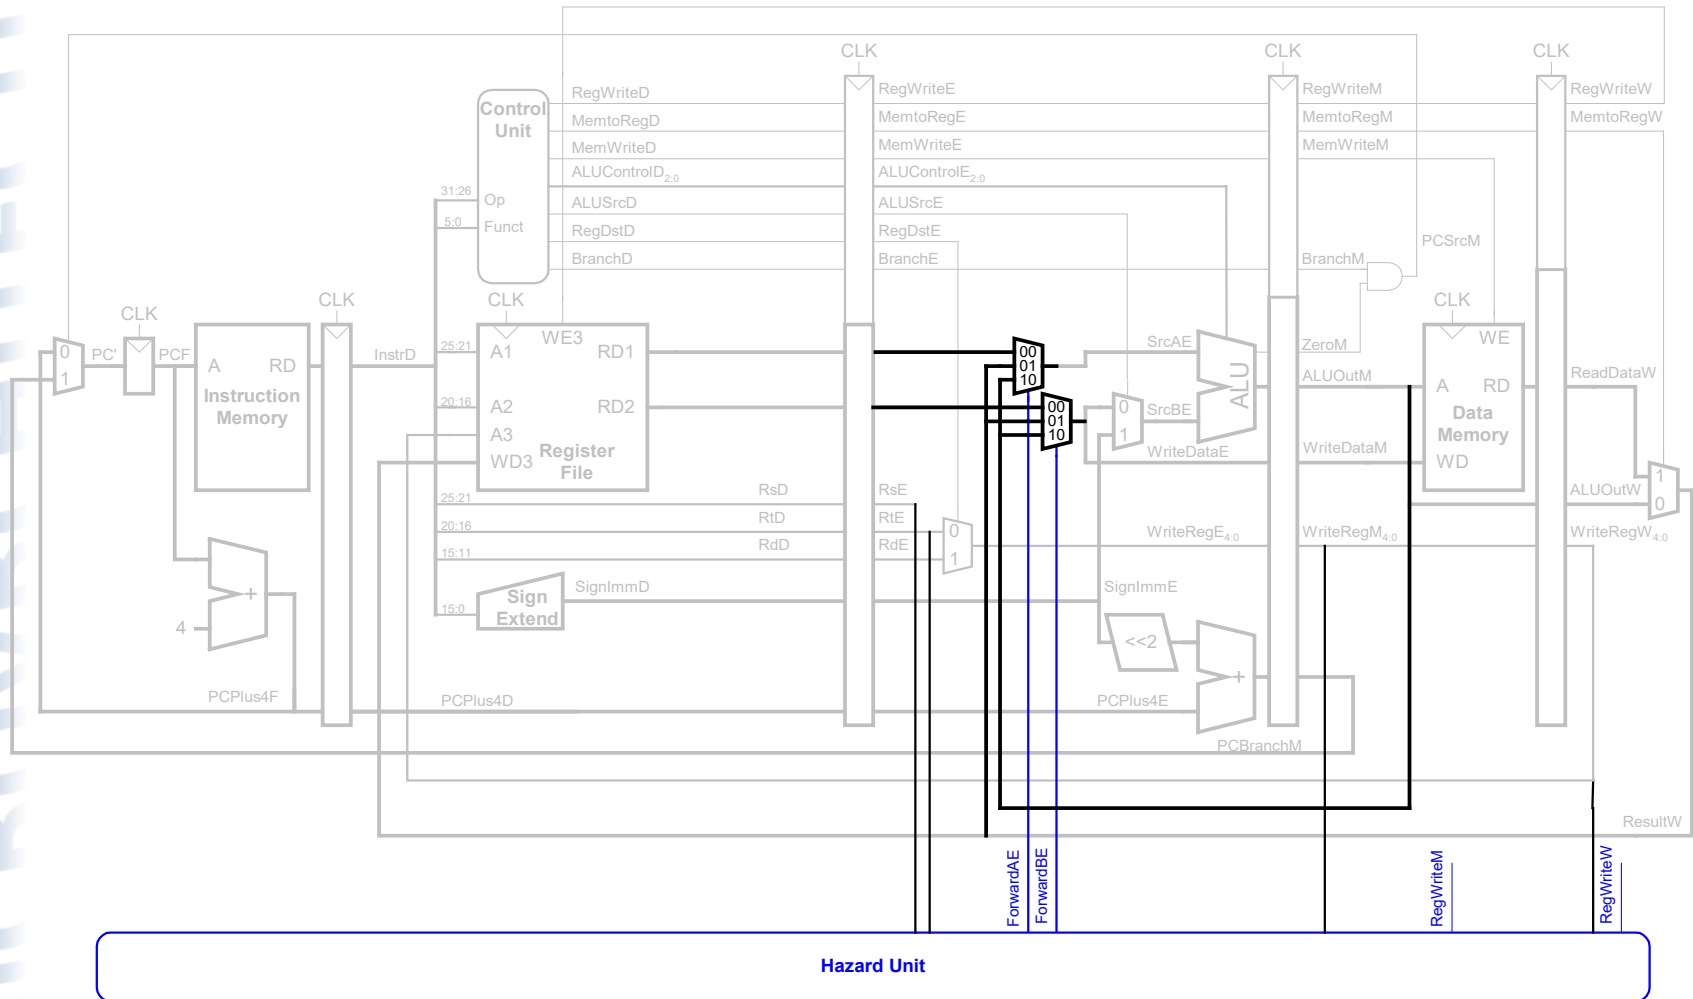 CLK
CLK
CLK
RegWriteD
RegWriteE
RegWriteM
RegWriteW
Control
Unit
MemtoRegD
MemtoRegE
MemtoRegM
MemtoRegW
MemWriteD
MemWriteE
MemWriteM
ALUControlD2:0
ALUControlE2:0
31:26
Op
ALUSrcD
ALUSrcE
5:0
Funct
RegDstD
RegDstE
PCSrcM
BranchD
BranchE
BranchM
CLK
CLK
CLK
CLK
WE3
WE
0
1
PC'
PCF
A
RD
Instruction
Memory
InstrD
25:21
A1
RD1
20:16
A2
RD2
A3
WD3
Register
File
00
01
10
00
01
10
SrcAE
0
1
SrcBE
ALU
ZeroM
ALUOutM
A
RD
ReadDataW
Data
Memory
WriteDataE
WriteDataM
WD
1
0
ALUOutW
25:21
RsD
RsE
20:16
RtD
RtE
0
1
WriteRegE4:0
WriteRegM4:0
WriteRegW4:0
15:11
RdD
RdE
SignImmD
SignImmE
15:0
Sign
Extend
+
4
<<2
+
PCPlus4F
PCPlus4D
PCPlus4E
PCBranchM
ResultW
ForwardAE
ForwardBE
RegWriteM
RegWriteW
Hazard Unit